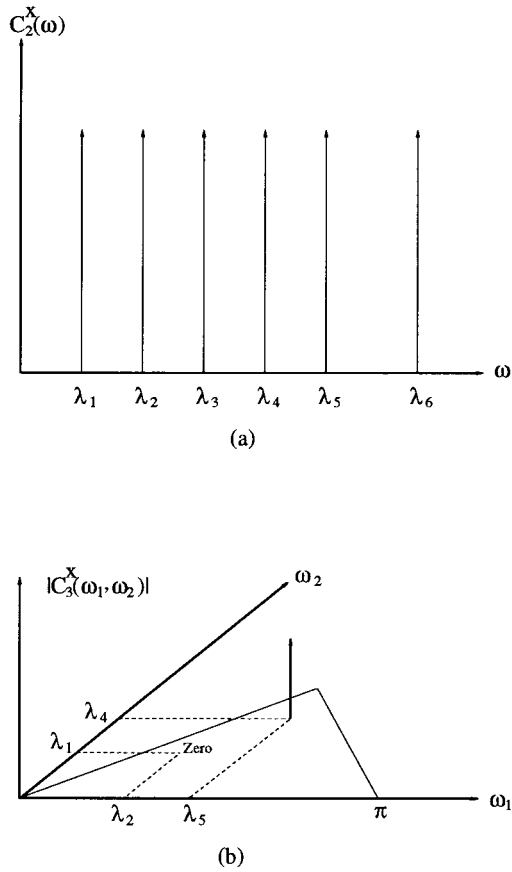 C₂ˣ(ω)
λ₁ λ₂ λ₃ λ₄ λ₅ λ₆ ω
(a)
|C₃ˣ(ω₁,ω₂)| ω₂
λ₄
λ₁ Zero
λ₂ λ₅ π ω₁
(b)